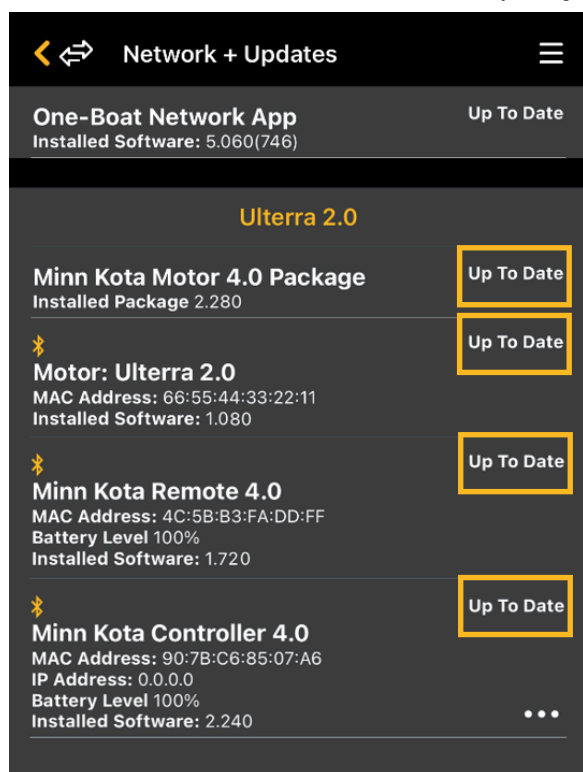 Network + Updates
One-Boat Network App
Up To Date
Installed Software: 5.060(746)
Ulterra 2.0
Minn Kota Motor 4.0 Package
Up To Date
Installed Package 2.280
Up To Date
Motor: Ulterra 2.0
MAC Address: 66:55:44:33:22:11
Installed Software: 1.080
Up To Date
Minn Kota Remote 4.0
MAC Address: 4C:5B:B3:FA:DD:FF
Battery Level 100%
Installed Software: 1.720
Up To Date
Minn Kota Controller 4.0
MAC Address: 90:7B:C6:85:07:A6
IP Address: 0.0.0.0
Battery Level 100%
Installed Software: 2.240